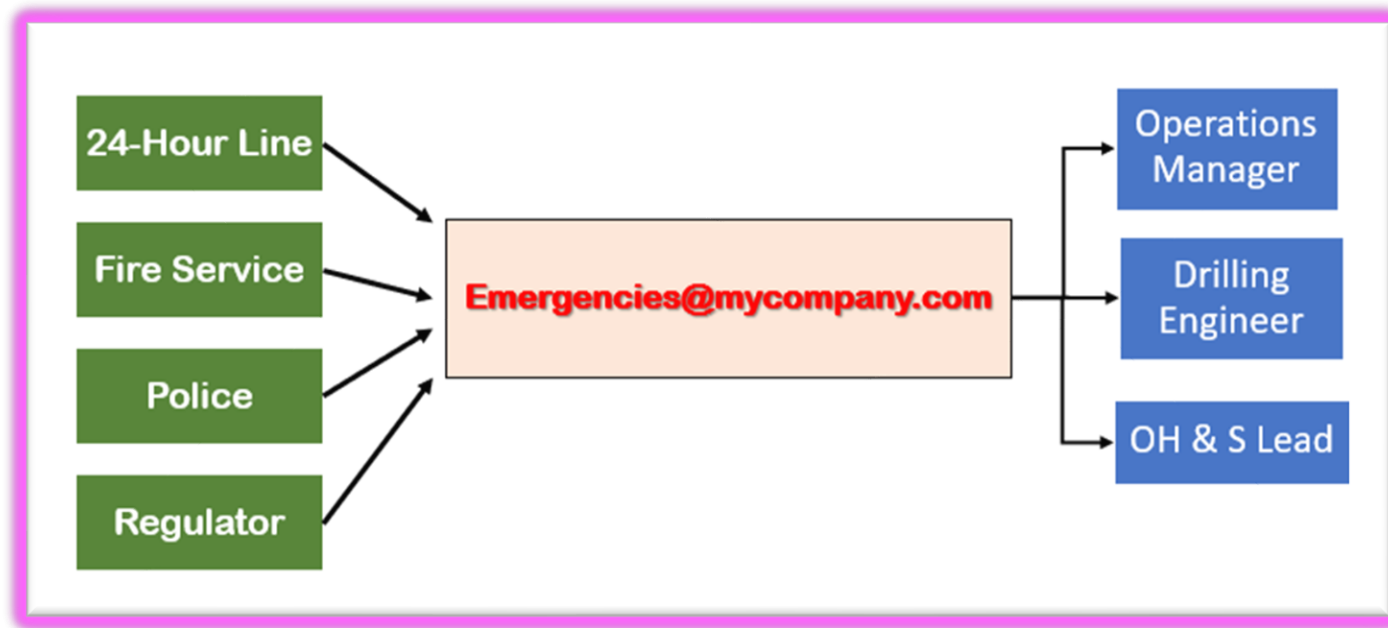 24-Hour Line
Fire Service
Police
Regulator
Emergencies@mycompany.com
Operations
Manager
Drilling
Engineer
OH & S Lead